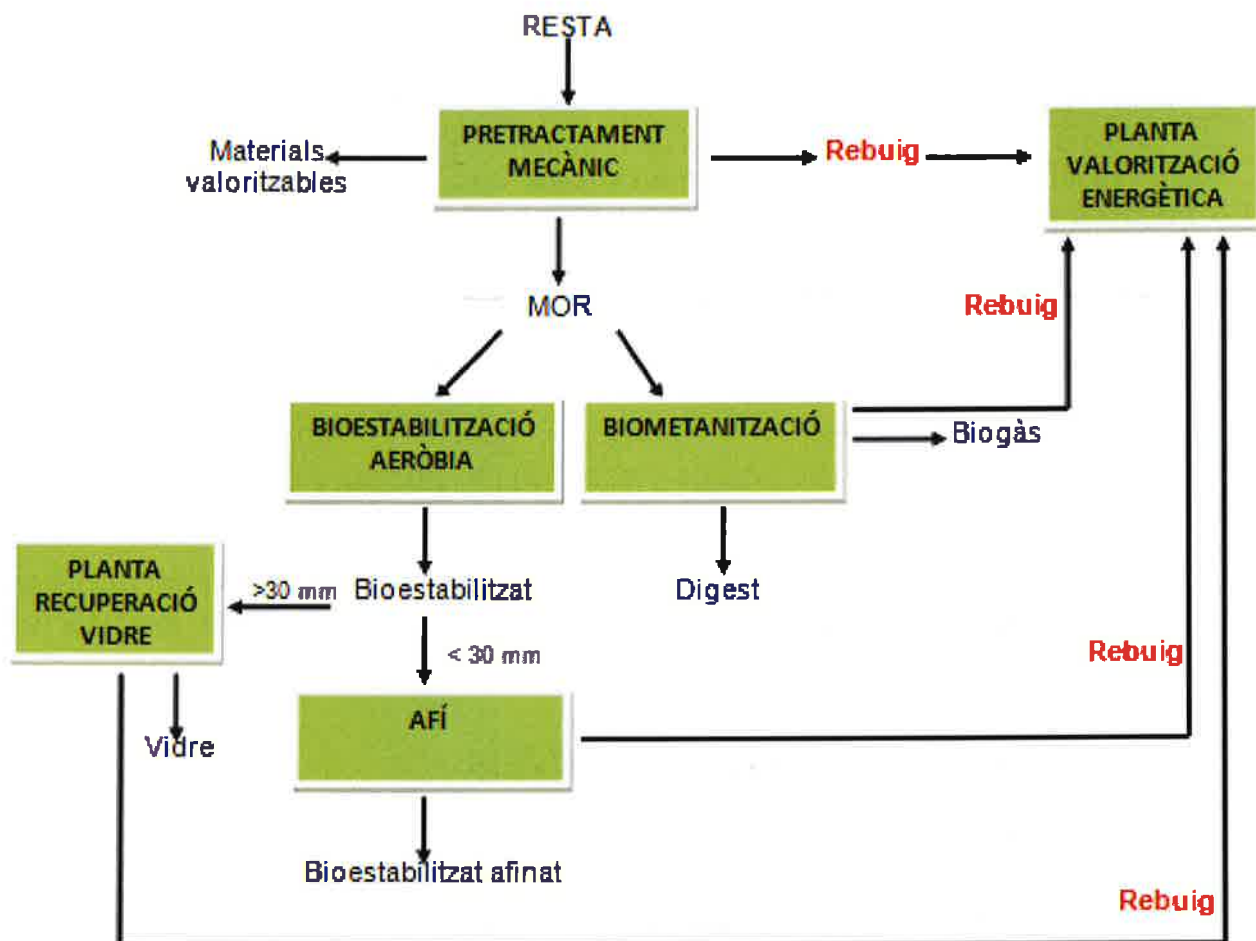 RESTA
PRETRACTAMENT
MECÀNIC
Materials
valoritzables
Rebuig
PLANTA
VALORITZACIÓ
ENERGÈTICA
MOR
Rebuig
BIOESTABILITZACIÓ
AERÒBIA
BIOMETANITZACIÓ
Biogàs
PLANTA
RECUPERACIÓ
VIDRE
>30 mm
Bioestabilitzat
Digest
< 30 mm
Rebuig
AFÍ
Vidre
Bioestabilitzat afinat
Rebuig